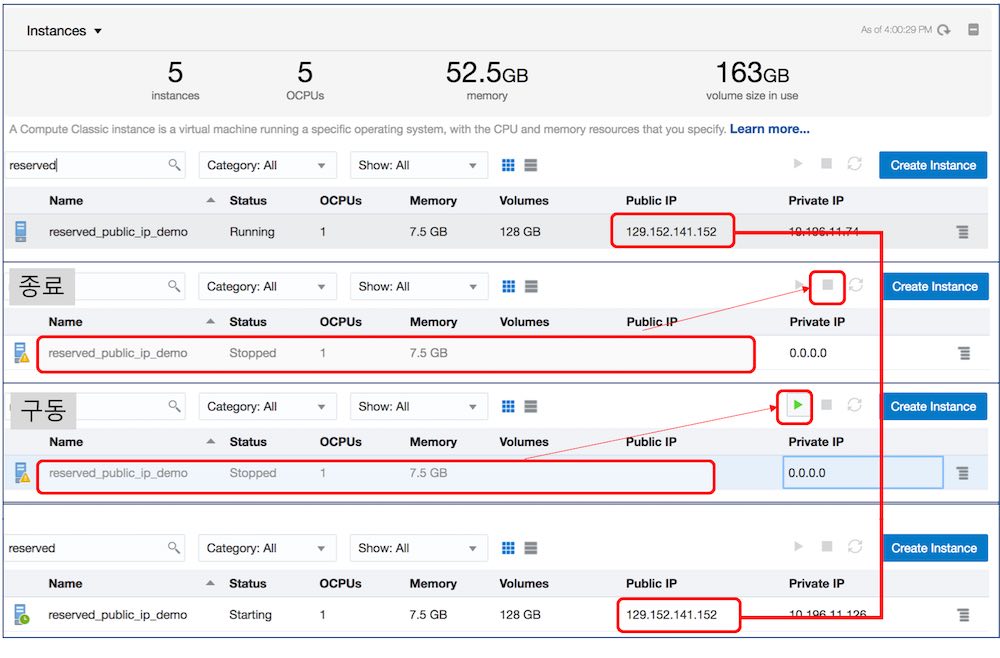 Instances
As of 4:00:29 PM
5 5 52.5GB 163GB
instances OCPUs memory volume size in use
A Compute Classic instance is a virtual machine running a specific operating system, with the CPU and memory resources that you specify. Learn more...
reserved Category: All Show: All Create Instance
Name Status OCPUs Memory Volumes Public IP Private IP
reserved_public_ip_demo Running 1 7.5 GB 128 GB 129.152.141.152 10.196.11.74
종료 Category: All Show: All Create Instance
Name Status OCPUs Memory Volumes Public IP Private IP
reserved_public_ip_demo Stopped 1 7.5 GB 0.0.0.0
구동 Category: All Show: All Create Instance
Name Status OCPUs Memory Volumes Public IP Private IP
reserved_public_ip_demo Stopped 1 7.5 GB 0.0.0.0
reserved Category: All Show: All Create Instance
Name Status OCPUs Memory Volumes Public IP Private IP
reserved_public_ip_demo Starting 1 7.5 GB 128 GB 129.152.141.152 10.196.11.126